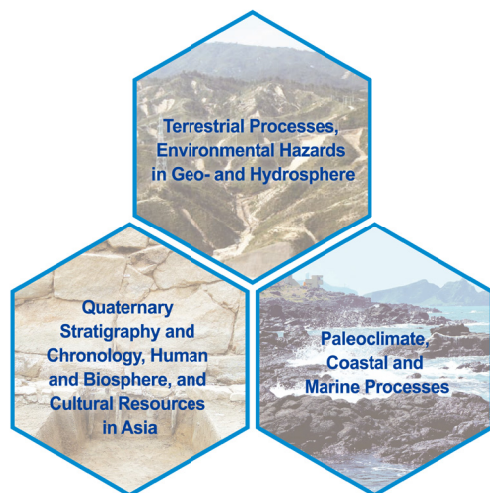 Terrestrial Processes,
Environmental Hazards
in Geo- and Hydrosphere
Quaternary
Stratigraphy and
Chronology, Human
and Biosphere, and
Cultural Resources
in Asia
Paleoclimate,
Coastal and
Marine Processes